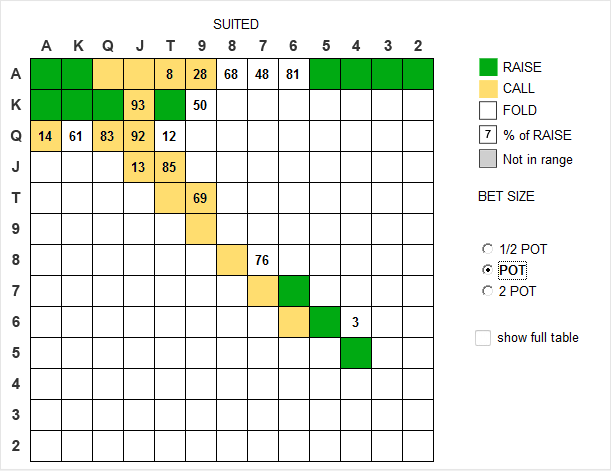 SUITED
A K Q J T 9 8 7 6 5 4 3 2
A 8 28 68 48 81
K 93 50
Q 14 61 83 92 12
J 13 85
T 69
9
8 76
7
6 3
5
4
3
2
RAISE
CALL
FOLD
7 % of RAISE
Not in range
BET SIZE
1/2 POT
POT
2 POT
show full table